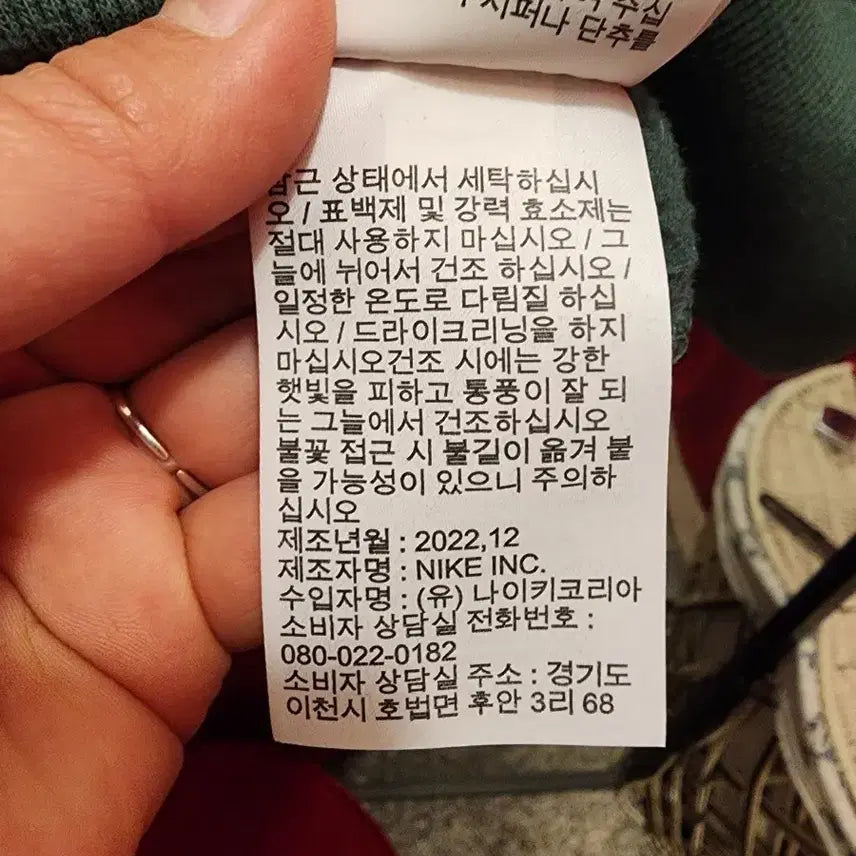 지퍼나 단추를
잠근 상태에서 세탁하십시
오 / 표백제 및 강력 효소제는
절대 사용하지 마십시오 / 그
늘에 뉘어서 건조 하십시오 /
일정한 온도로 다림질 하십
시오 / 드라이크리닝을 하지
마십시오건조 시에는 강한
햇빛을 피하고 통풍이 잘 되
는 그늘에서 건조하십시오
불꽃 접근 시 불길이 옮겨 붙
을 가능성이 있으니 주의하
십시오
제조년월 : 2022,12
제조자명 : NIKE INC.
수입자명 : (유) 나이키코리아
소비자 상담실 전화번호 :
080-022-0182
소비자 상담실 주소 : 경기도
이천시 호법면 후안 3리 68